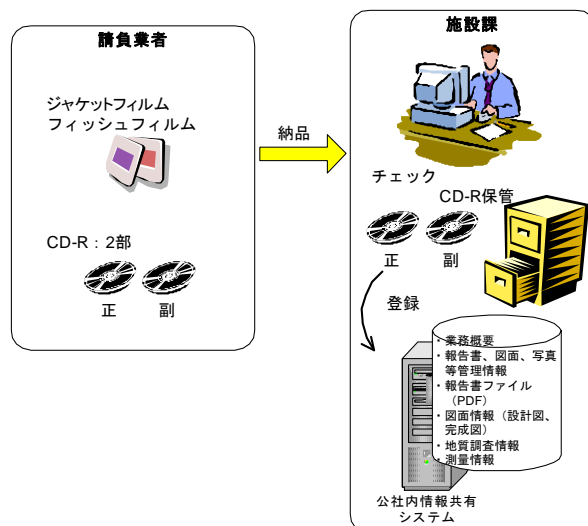 請負業者
ジャケットフィルム
フィッシュフィルム
CD-R：2部
正
副
納品
施設課
チェック
CD-R保管
正
副
登録
・業務概要
・報告書、図面、写真
等管理情報
・報告書ファイル
（PDF）
・図面情報（設計図、
完成図）
・地質調査情報
・測量情報
公社内情報共有
システム